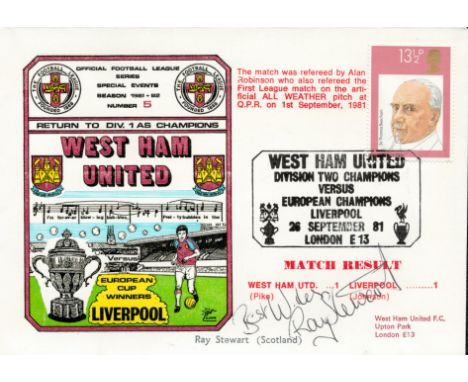 OFFICIAL FOOTBALL LEAGUE
SERIES
SPECIAL EVENTS
SEASON 1981-82
NUMBER 5
RETURN TO DIV. 1 AS CHAMPIONS
WEST HAM
UNITED
Versus
EUROPEAN CUP
WINNERS
LIVERPOOL
The match was refereed by Alan
Robinson who also refereed the
First League match on the art-
ificial ALL WEATHER pitch at
Q.P.R. on 1st September, 1981
13½P
WEST HAM UNITED
DIVISION TWO CHAMPIONS
VERSUS
EUROPEAN CHAMPIONS
LIVERPOOL
26 SEPTEMBER 81
LONDON E13
MATCH RESULT
WEST HAM UTD. ...1 LIVERPOOL .........1
(Pike) (Johnson)
Best Wishes
Ray Stewart
Ray Stewart (Scotland)
West Ham United F.C,
Upton Park
London E13